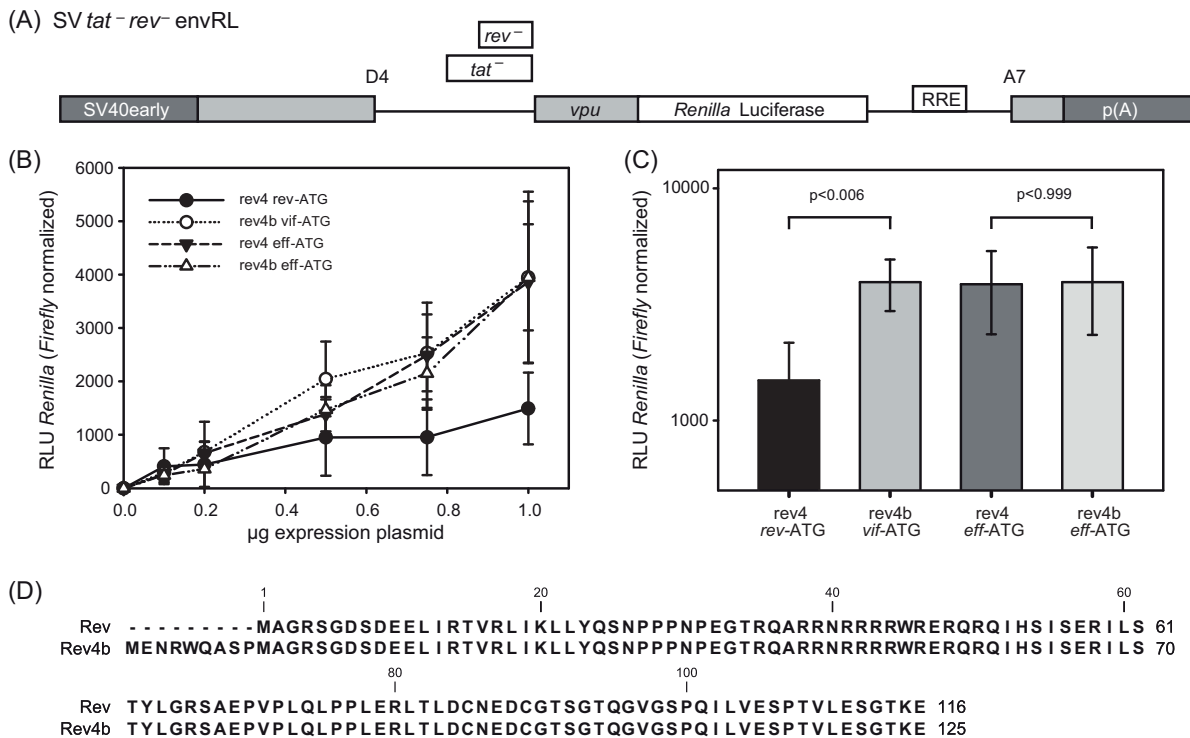 (A) SV tat⁻ rev⁻ envRL
rev⁻
tat⁻
D4
A7
SV40early
vpu
Renilla Luciferase
RRE
p(A)
(B)
RLU Renilla (Firefly normalized)
6000
5000
4000
3000
2000
1000
0
rev4 rev-ATG
rev4b vif-ATG
rev4 eff-ATG
rev4b eff-ATG
0.0 0.2 0.4 0.6 0.8 1.0
µg expression plasmid
(C)
RLU Renilla (Firefly normalized)
10000
1000
p<0.006
p<0.999
rev4 rev4b rev4 rev4b
rev-ATG vif-ATG eff-ATG eff-ATG
(D)
1 20 40 60
Rev - - - - - - - - - MAGRSGDSDEELIRTVRLIKLLYQSNPPPNPEGTRQARRNRRRRWRERQRQIHSISERILS 61
Rev4b MENRWQASPMAGRSGDSDEELIRTVRLIKLLYQSNPPPNPEGTRQARRNRRRRWRERQRQIHSISERILS 70
80 100
Rev TYLGRSAEPVPLQLPPLERLTLDCNEDCGTSGTQGVGSPQILVESPTVLESGTKE 116
Rev4b TYLGRSAEPVPLQLPPLERLTLDCNEDCGTSGTQGVGSPQILVESPTVLESGTKE 125